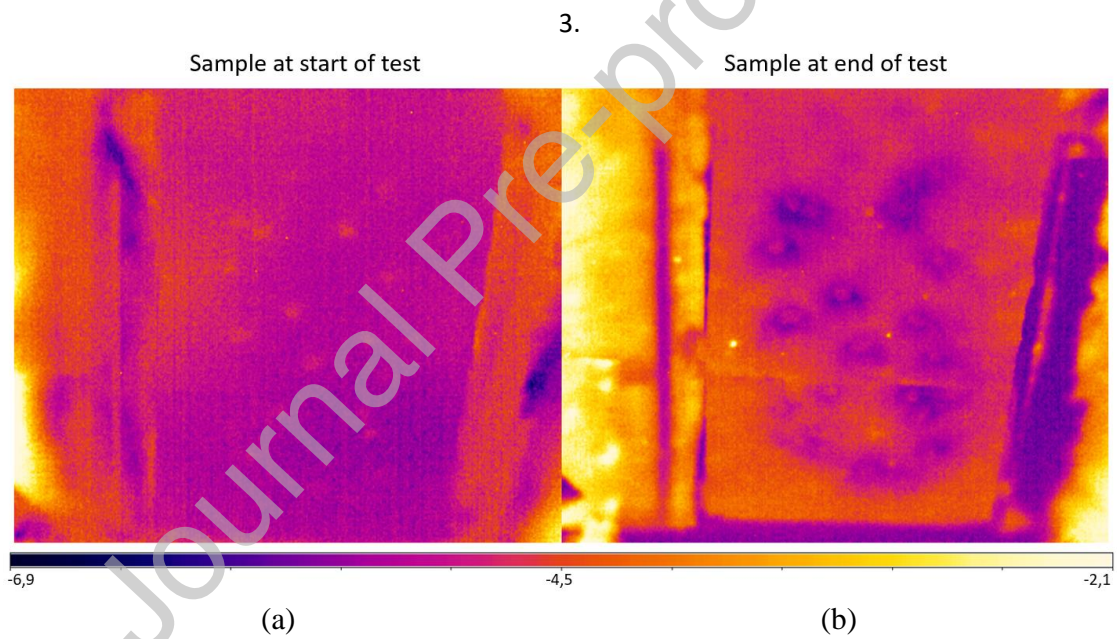 3.
Sample at start of test
Sample at end of test
Journal Pre-pro
-6,9
-4,5
-2,1
(a)
(b)